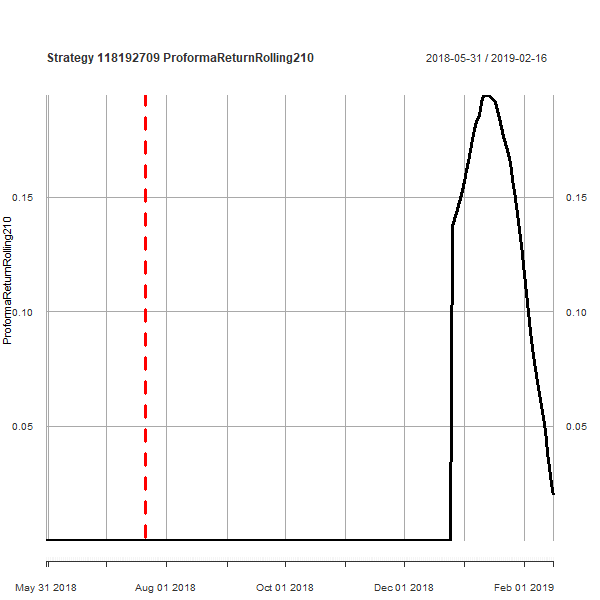 Strategy 118192709 ProformaReturnRolling210
2018-05-31 / 2019-02-16
ProformaReturnRolling210
0.15
0.10
0.05
0.15
0.10
0.05
May 31 2018
Aug 01 2018
Oct 01 2018
Dec 01 2018
Feb 01 2019